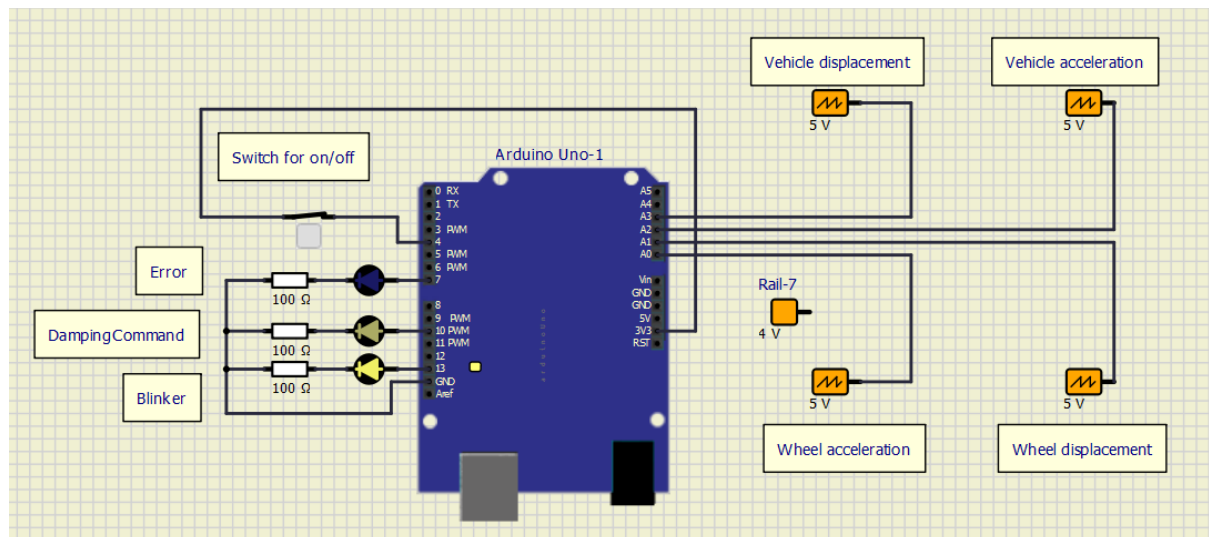 Vehicle displacement
Vehicle acceleration
5 V
5 V
Switch for on/off
Arduino Uno-1
0 RX
1 TX
2
3 PWM
4
5 PWM
6 PWM
7
8
9 PWM
10 PWM
11 PWM
12
13
GND
Aref
A5
A4
A3
A2
A1
A0
Vin
GND
GND
5V
3V3
RST
arduinouno
Error
100 Ω
DampingCommand
100 Ω
Blinker
100 Ω
Rail-7
4 V
5 V
5 V
Wheel acceleration
Wheel displacement